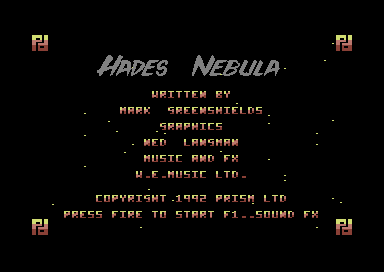 HADES NEBULA
WRITTEN BY
MARK GREENSHIELDS
GRAPHICS
NED LANGMAN
MUSIC AND FX
W.E.MUSIC LTD.
COPYRIGHT 1992 PRISM LTD
PRESS FIRE TO START F1..SOUND FX